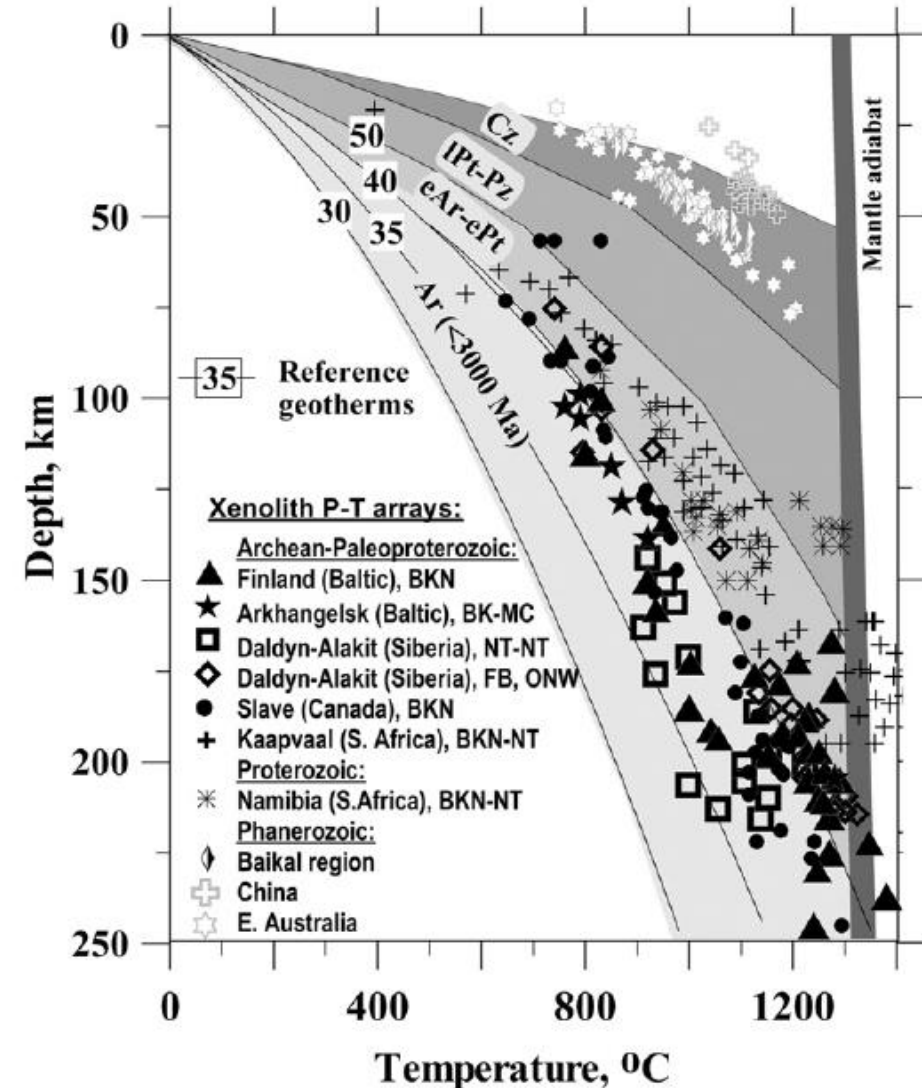 0
50
100
150
200
250
Depth, km
Cz
lPt-Pz
eAr-ePt
Ar (<3000 Ma)
50
40
35
30
Mantle adiabat
35
Reference
geotherms
Xenolith P-T arrays:
Archean-Paleoproterozoic:
Finland (Baltic), BKN
Arkhangelsk (Baltic), BK-MC
Daldyn-Alakit (Siberia), NT-NT
Daldyn-Alakit (Siberia), FB, ONW
Slave (Canada), BKN
Kaapvaal (S. Africa), BKN-NT
Proterozoic:
Namibia (S.Africa), BKN-NT
Phanerozoic:
Baikal region
China
E. Australia
0
400
800
1200
Temperature, ºC